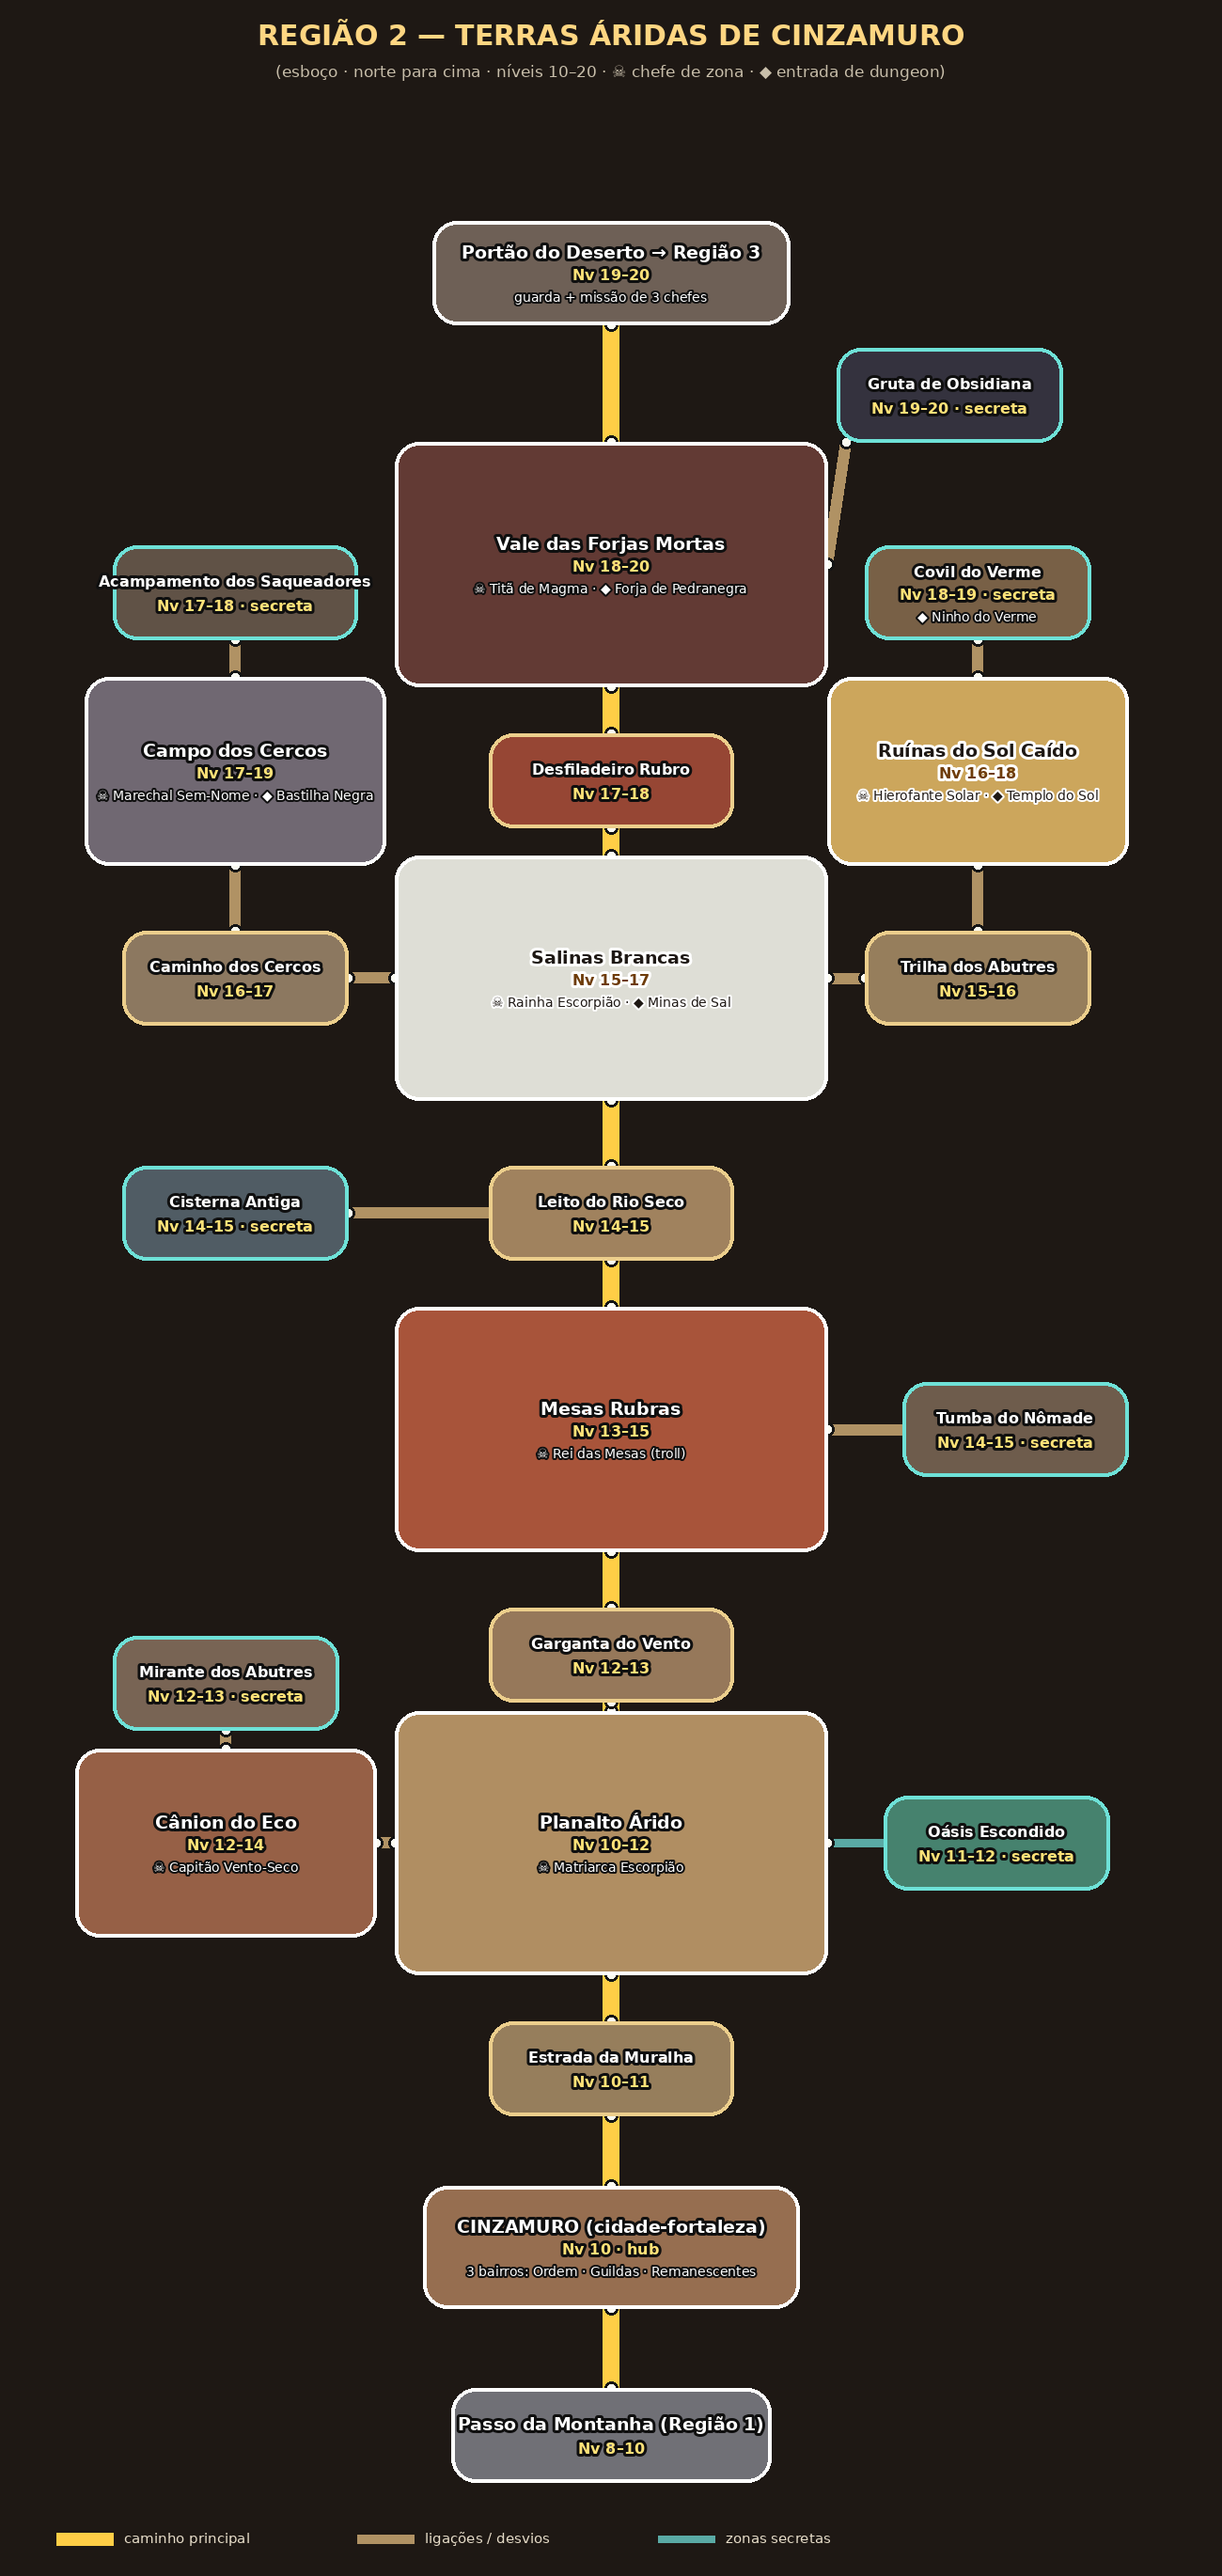 REGIÃO 2 — TERRAS ÁRIDAS DE CINZAMURO
(esboço · norte para cima · níveis 10–20 · ☠ chefe de zona · ◆ entrada de dungeon)
Portão do Deserto → Região 3
Nv 19–20
guarda + missão de 3 chefes
Gruta de Obsidiana
Nv 19–20 · secreta
Vale das Forjas Mortas
Nv 18–20
☠ Titã de Magma · ◆ Forja de Pedranegra
Acampamento dos Saqueadores
Nv 17–18 · secreta
Covil do Verme
Nv 18–19 · secreta
◆ Ninho do Verme
Campo dos Cercos
Nv 17–19
☠ Marechal Sem-Nome · ◆ Bastilha Negra
Desfiladeiro Rubro
Nv 17–18
Ruínas do Sol Caído
Nv 16–18
☠ Hierofante Solar · ◆ Templo do Sol
Caminho dos Cercos
Nv 16–17
Salinas Brancas
Nv 15–17
☠ Rainha Escorpião · ◆ Minas de Sal
Trilha dos Abutres
Nv 15–16
Cisterna Antiga
Nv 14–15 · secreta
Leito do Rio Seco
Nv 14–15
Mesas Rubras
Nv 13–15
☠ Rei das Mesas (troll)
Tumba do Nômade
Nv 14–15 · secreta
Garganta do Vento
Nv 12–13
Mirante dos Abutres
Nv 12–13 · secreta
Cânion do Eco
Nv 12–14
☠ Capitão Vento-Seco
Planalto Árido
Nv 10–12
☠ Matriarca Escorpião
Oásis Escondido
Nv 11–12 · secreta
Estrada da Muralha
Nv 10–11
CINZAMURO (cidade-fortaleza)
Nv 10 · hub
3 bairros: Ordem · Guildas · Remanescentes
Passo da Montanha (Região 1)
Nv 8–10
caminho principal
ligações / desvios
zonas secretas